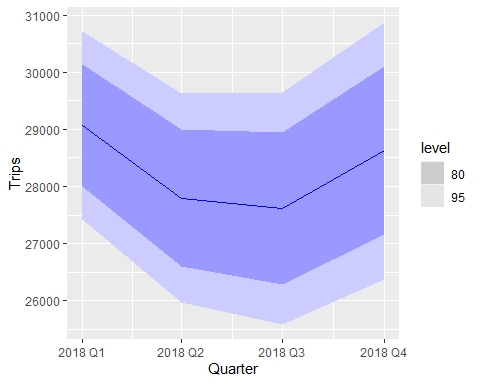 31000
30000
29000
28000
27000
26000
Trips
2018 Q1
2018 Q2
2018 Q3
2018 Q4
Quarter
level
80
95